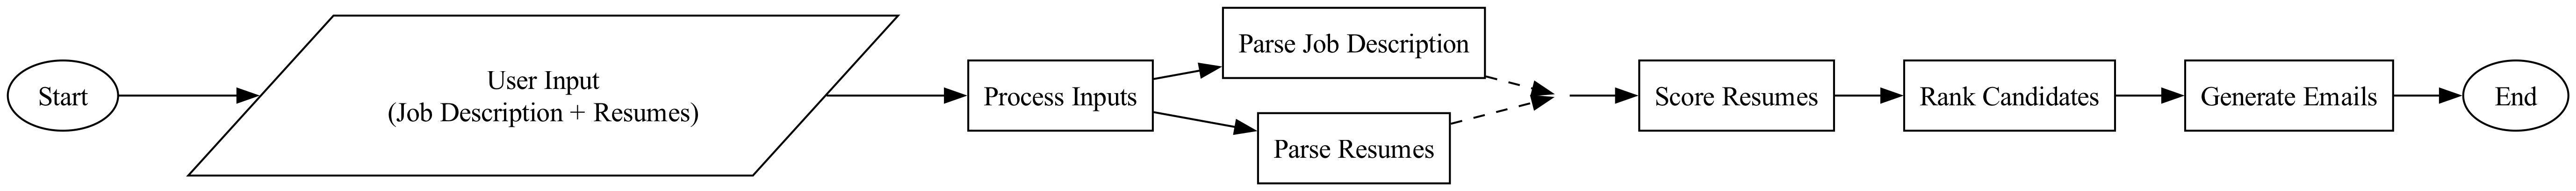 Start
User Input
(Job Description + Resumes)
Process Inputs
Parse Job Description
Parse Resumes
Score Resumes
Rank Candidates
Generate Emails
End